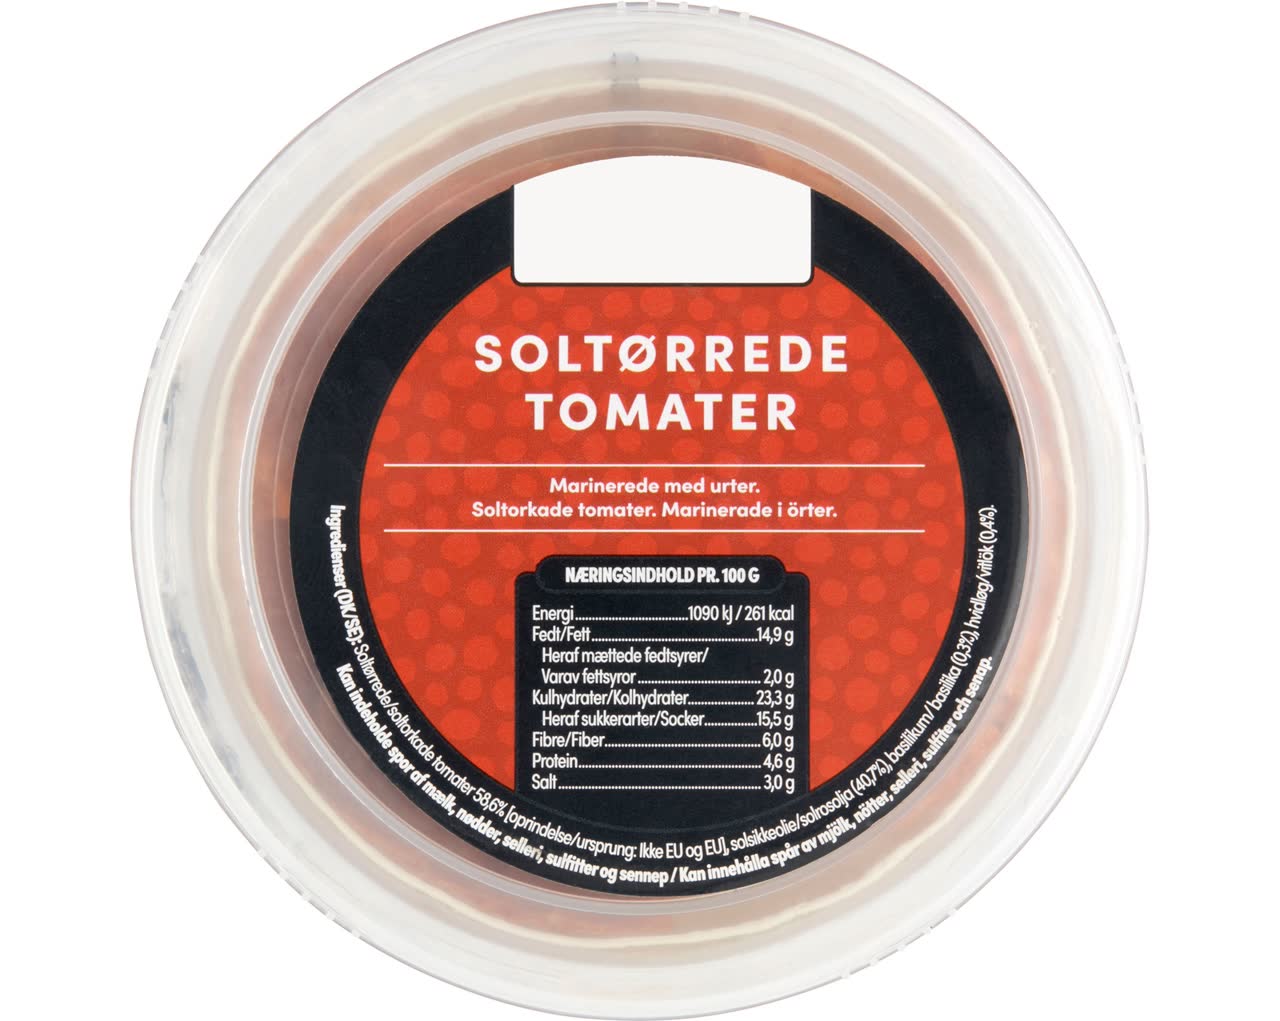 SOLTØRREDE
TOMATER
Marinerede med urter.
Soltorkade tomater. Marinerade i örter.
NÆRINGSINDHOLD PR. 100 G
Energi 1090 kJ / 261 kcal
Fedt/Fett 14,9 g
Heraf mættede fedtsyrer/
Varav fettsyror 2,0 g
Kulhydrater/Kolhydrater 23,3 g
Heraf sukkerarter/Socker 15,5 g
Fibre/Fiber 6,0 g
Protein 4,6 g
Salt 3,0 g
Ingredienser (DK/SE): Soltørrede/soltorkade tomater 58,6% [oprindelse/ursprung: Ikke EU og EU], solsikkeolie/solrosolja (40,7%), basilikum/basilika (0,3%), hvidløg/vitlök (0,4%).
Kan indeholde spor af mælk, nødder, selleri, sulfitter og sennep / Kan innehålla spår av mjölk, nötter, selleri, sulfiter och senap.